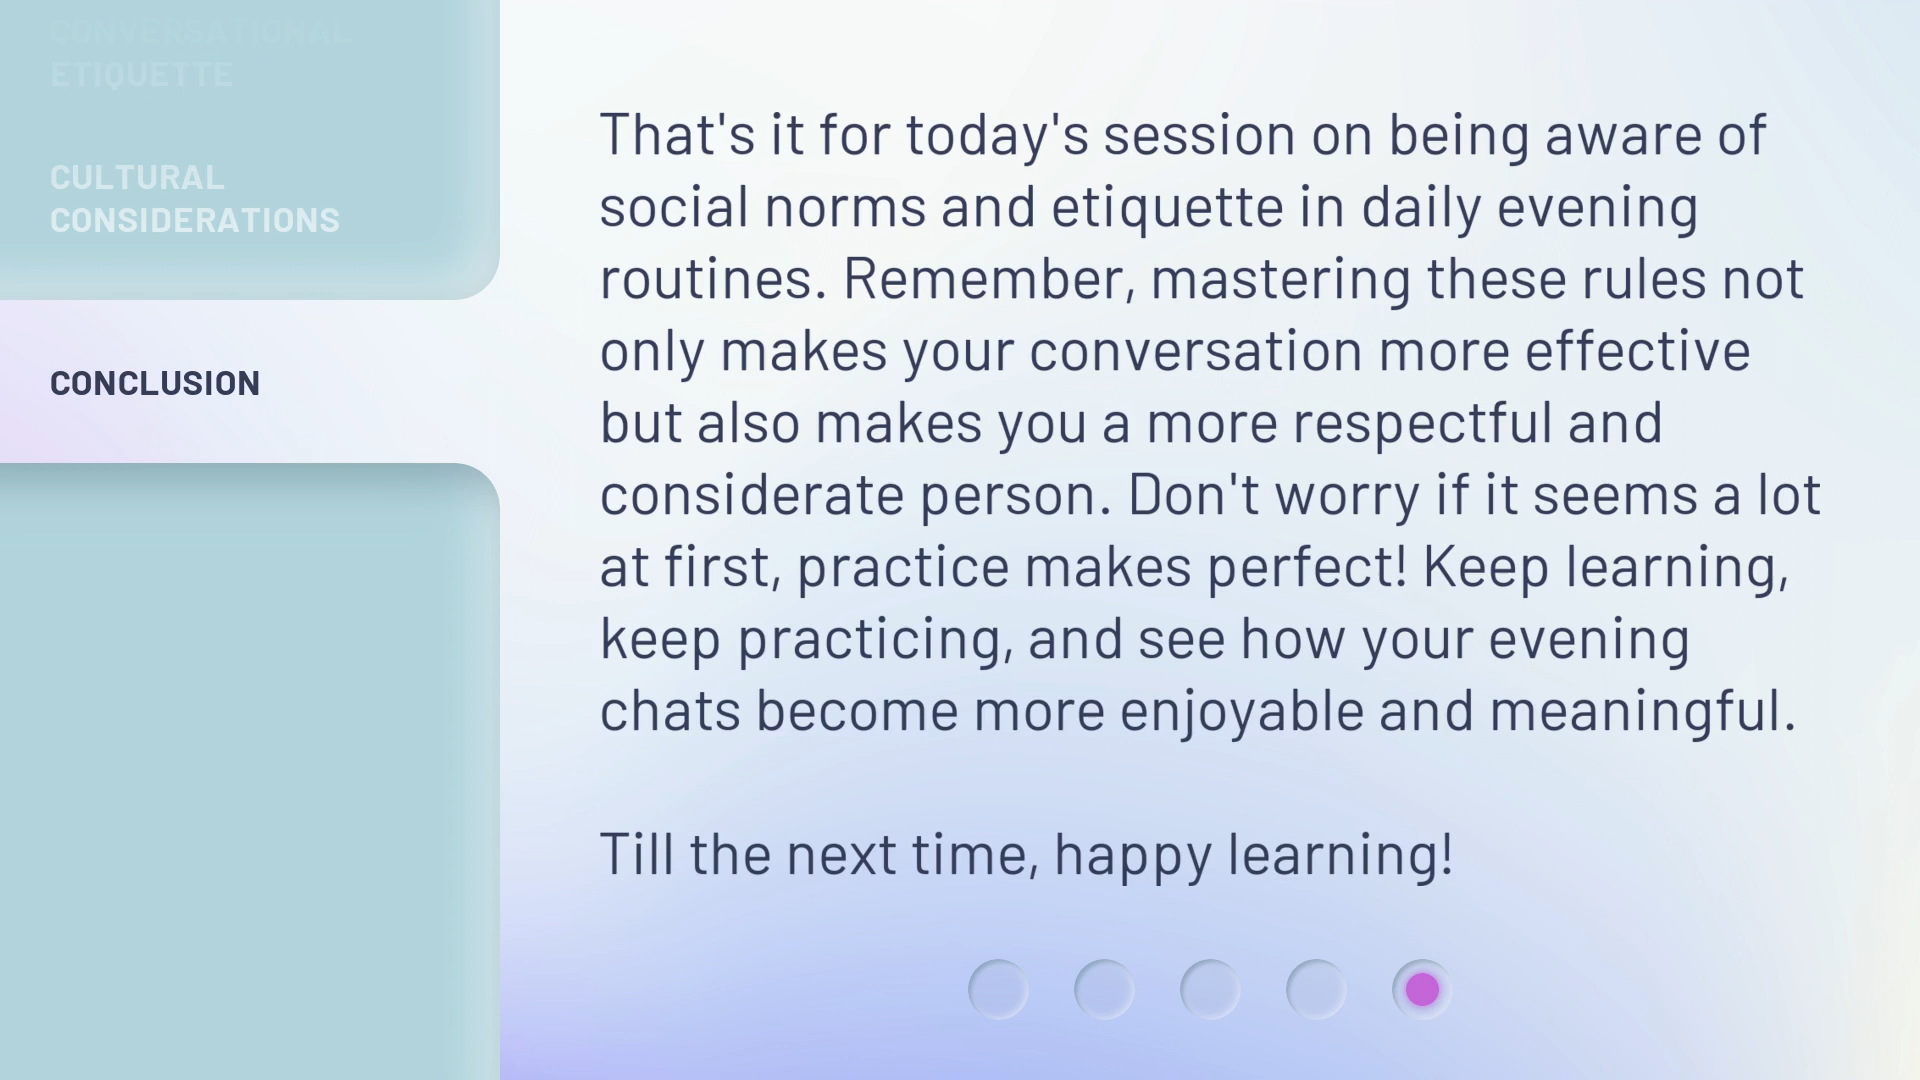 CONVERSATIONAL
ETIQUETTE
CULTURAL
CONSIDERATIONS
CONCLUSION
That's it for today's session on being aware of
social norms and etiquette in daily evening
routines. Remember, mastering these rules not
only makes your conversation more effective
but also makes you a more respectful and
considerate person. Don't worry if it seems a lot
at first, practice makes perfect! Keep learning,
keep practicing, and see how your evening
chats become more enjoyable and meaningful.
Till the next time, happy learning!